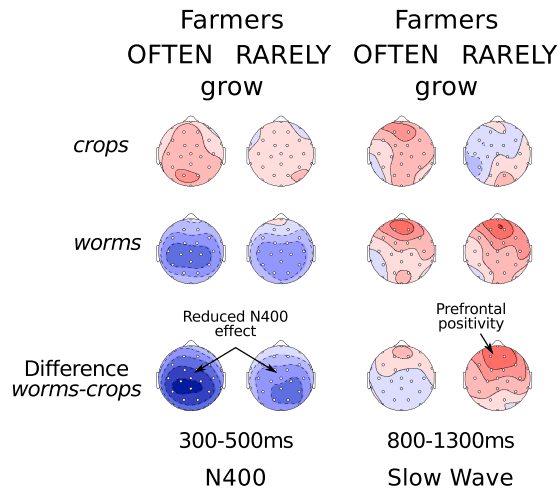 Farmers Farmers
OFTEN RARELY OFTEN RARELY
grow grow
crops
worms
Reduced N400
effect
Prefrontal
positivity
Difference
worms-crops
300-500ms 800-1300ms
N400 Slow Wave